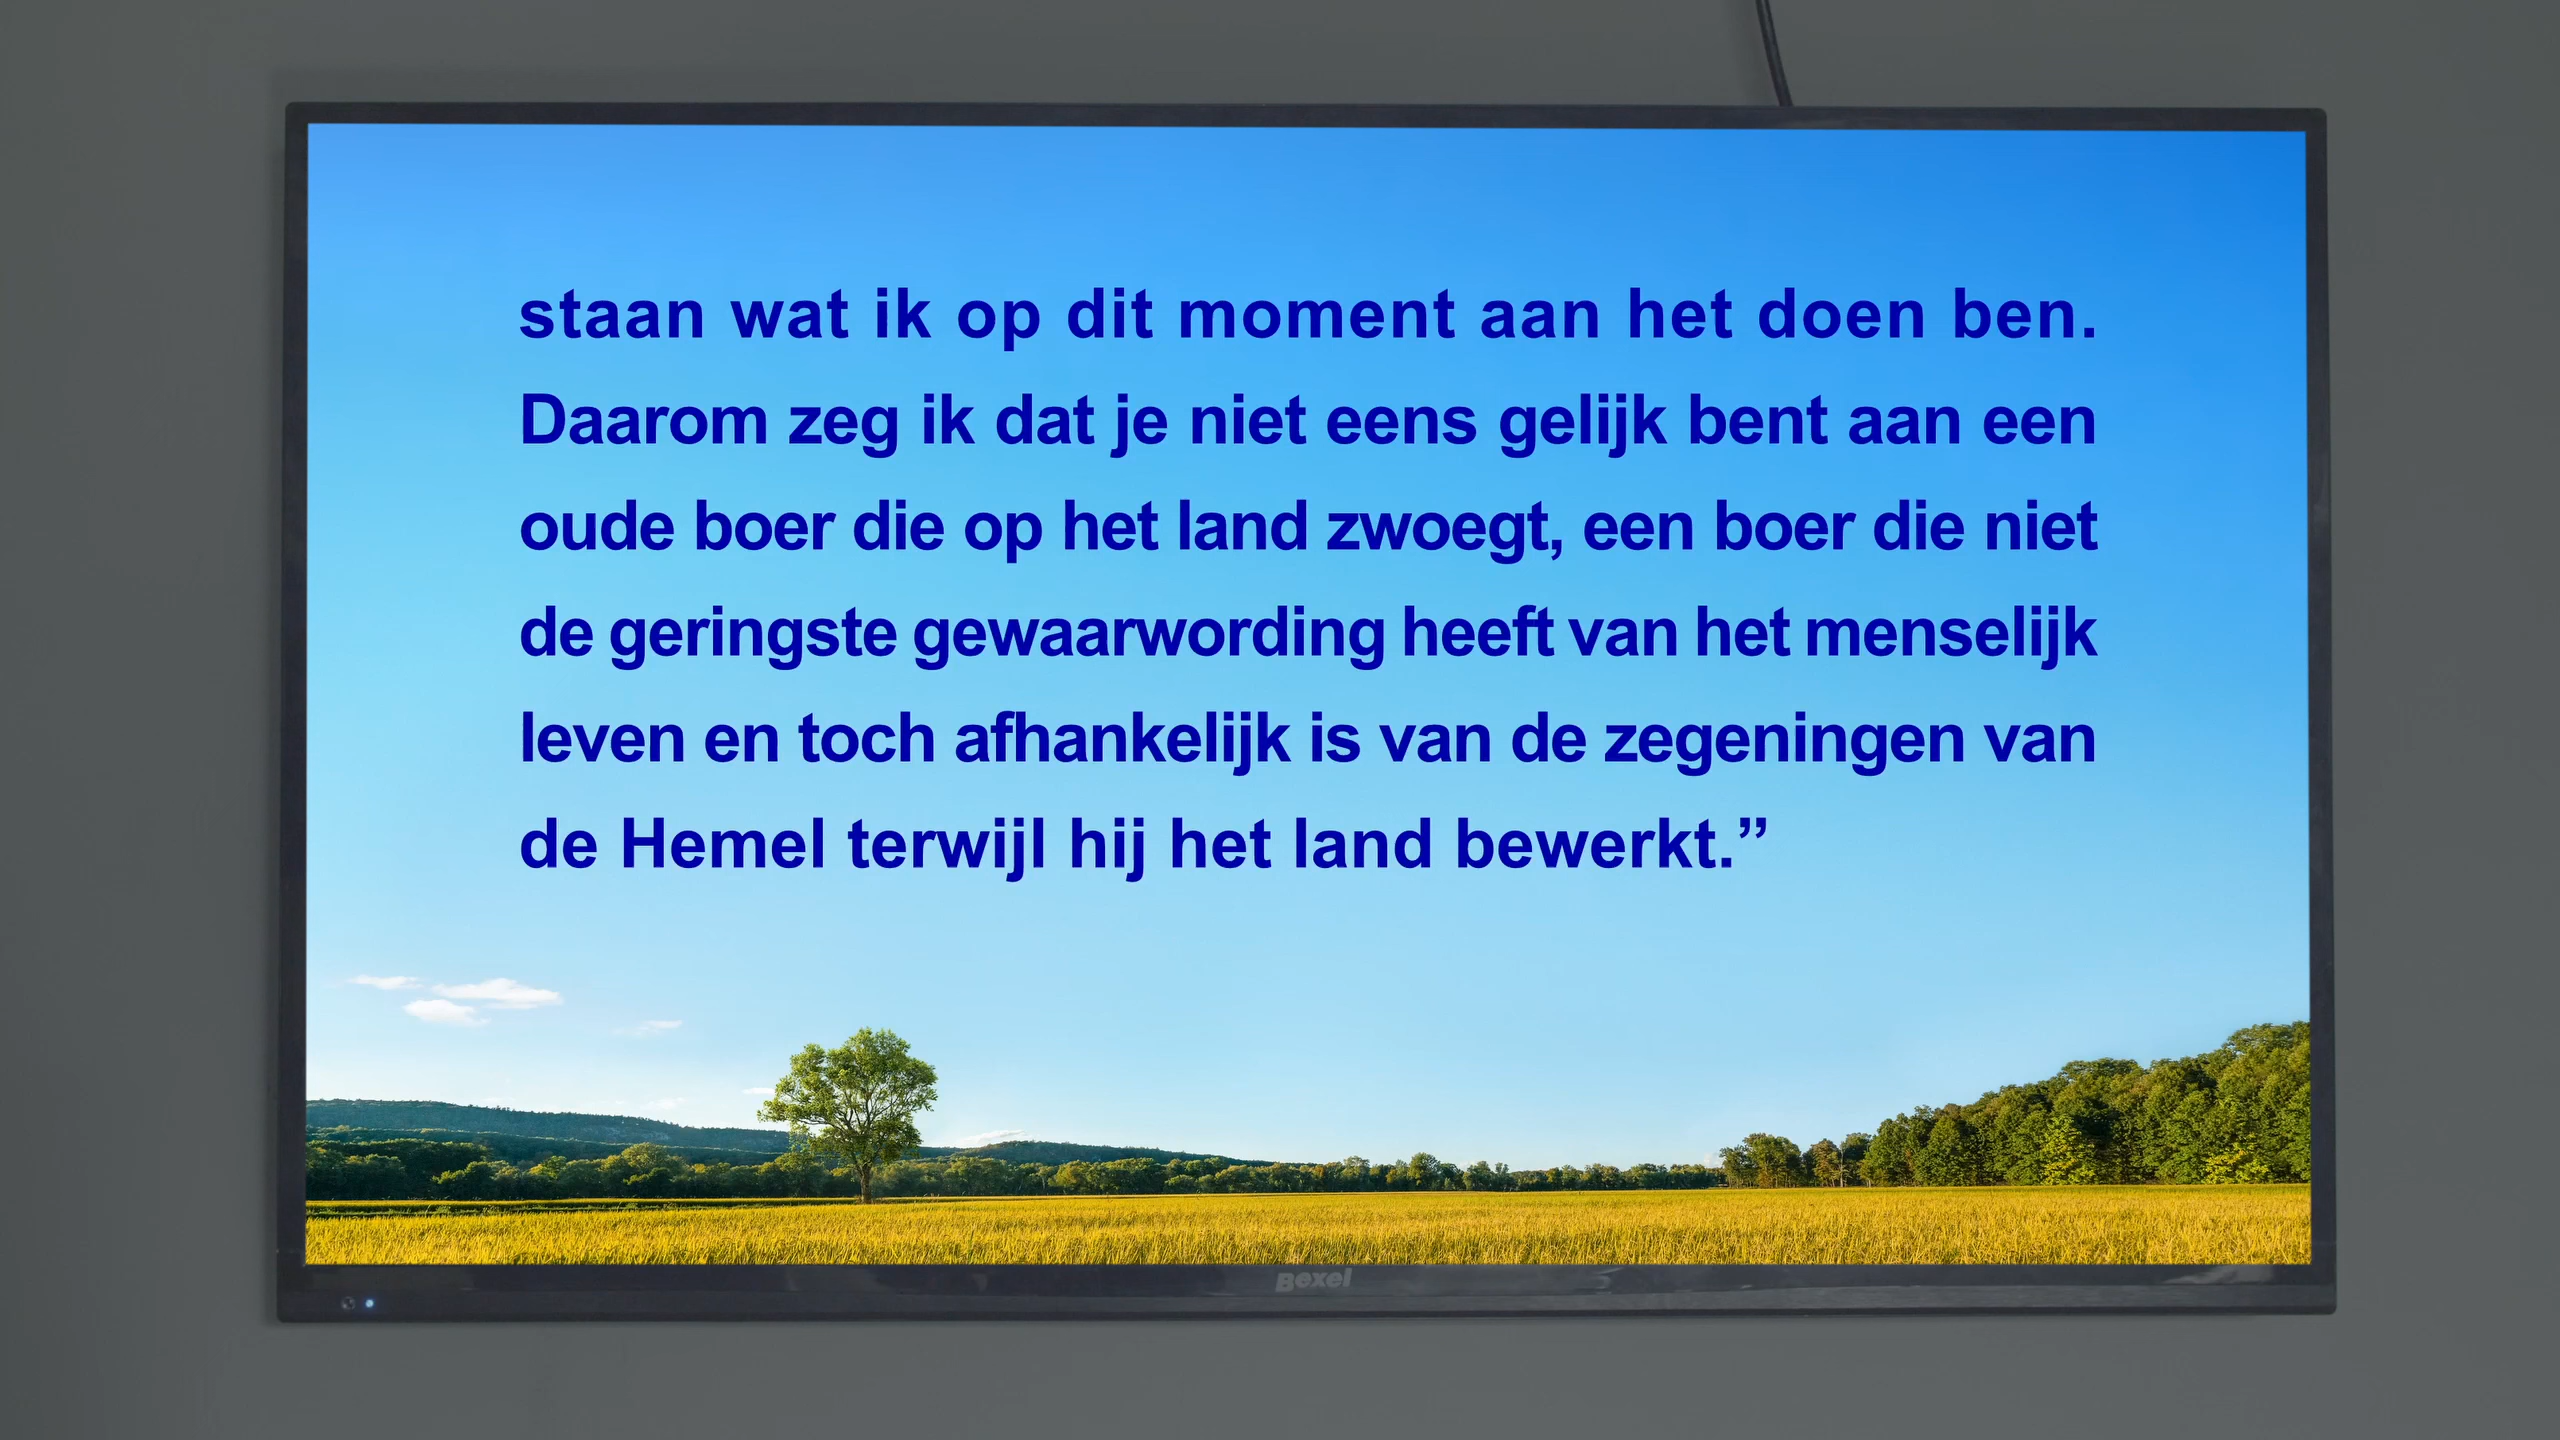 staan wat ik op dit moment aan het doen ben.
Daarom zeg ik dat je niet eens gelijk bent aan een
oude boer die op het land zwoegt, een boer die niet
de geringste gewaarwording heeft van het menselijk
leven en toch afhankelijk is van de zegeningen van
de Hemel terwijl hij het land bewerkt.”
Bexel